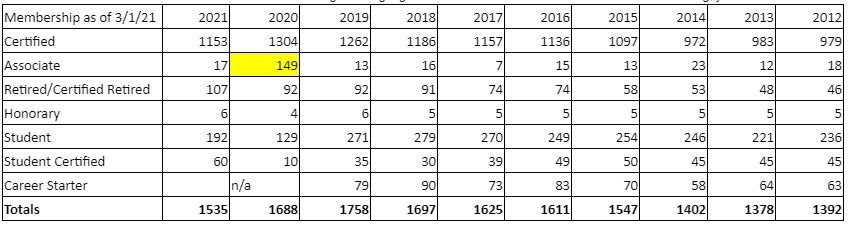 Membership as of 3/1/21 2021 2020 2019 2018 2017 2016 2015 2014 2013 2012
Certified 1153 1304 1262 1186 1157 1136 1097 972 983 979
Associate 17 149 13 16 7 15 13 23 12 18
Retired/Certified Retired 107 92 92 91 74 74 58 53 48 46
Honorary 6 4 6 5 5 5 5 5 5 5
Student 192 129 271 279 270 249 254 246 221 236
Student Certified 60 10 35 30 39 49 50 45 45 45
Career Starter n/a 79 90 73 83 70 58 64 63
Totals 1535 1688 1758 1697 1625 1611 1547 1402 1378 1392